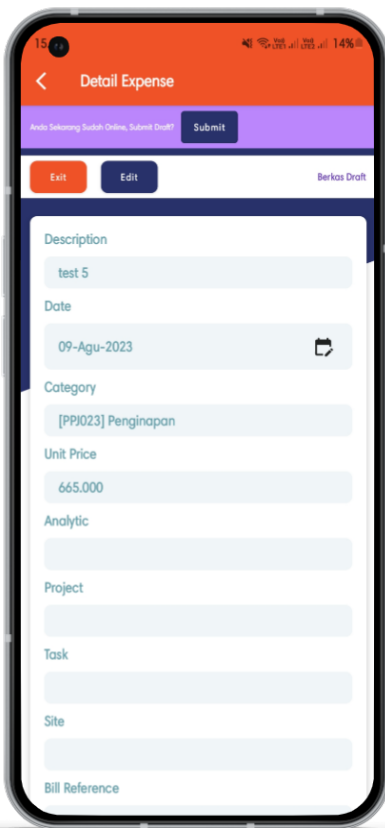 14%
Detail Expense
Anda Sekarang Sudah Online, Submit Draft? Submit
Exit Edit Berkas Draft
Description
test 5
Date
09-Agu-2023
Category
[PPJ023] Penginapan
Unit Price
665.000
Analytic
Project
Task
Site
Bill Reference